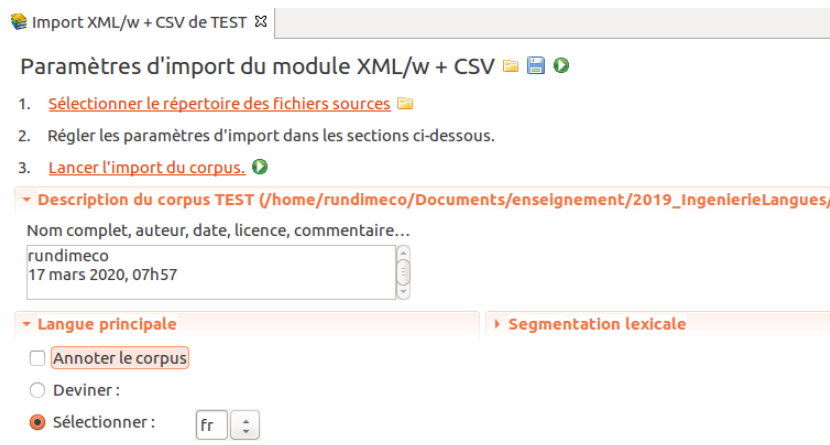 Import XML/w + CSV de TEST
Paramètres d'import du module XML/w + CSV
1. Sélectionner le répertoire des fichiers sources
2. Régler les paramètres d'import dans les sections ci-dessous.
3. Lancer l'import du corpus.
Description du corpus TEST (/home/rundimeco/Documents/enseignement/2019_IngenierieLangues/
Nom complet, auteur, date, licence, commentaire...
rundimeco
17 mars 2020, 07h57
Langue principale
Segmentation lexicale
Annoter le corpus
Deviner :
Sélectionner : fr